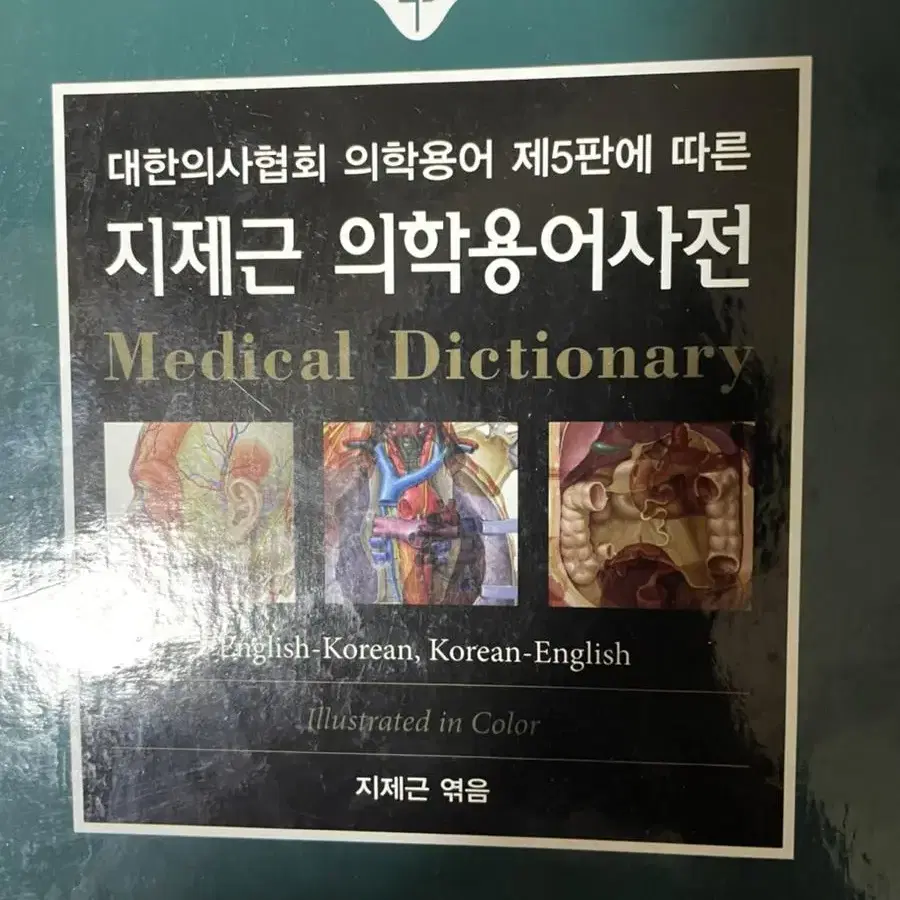 대한의사협회 의학용어 제5판에 따른
지제근 의학용어사전
Medical Dictionary
English-Korean, Korean-English
Illustrated in Color
지제근 엮음